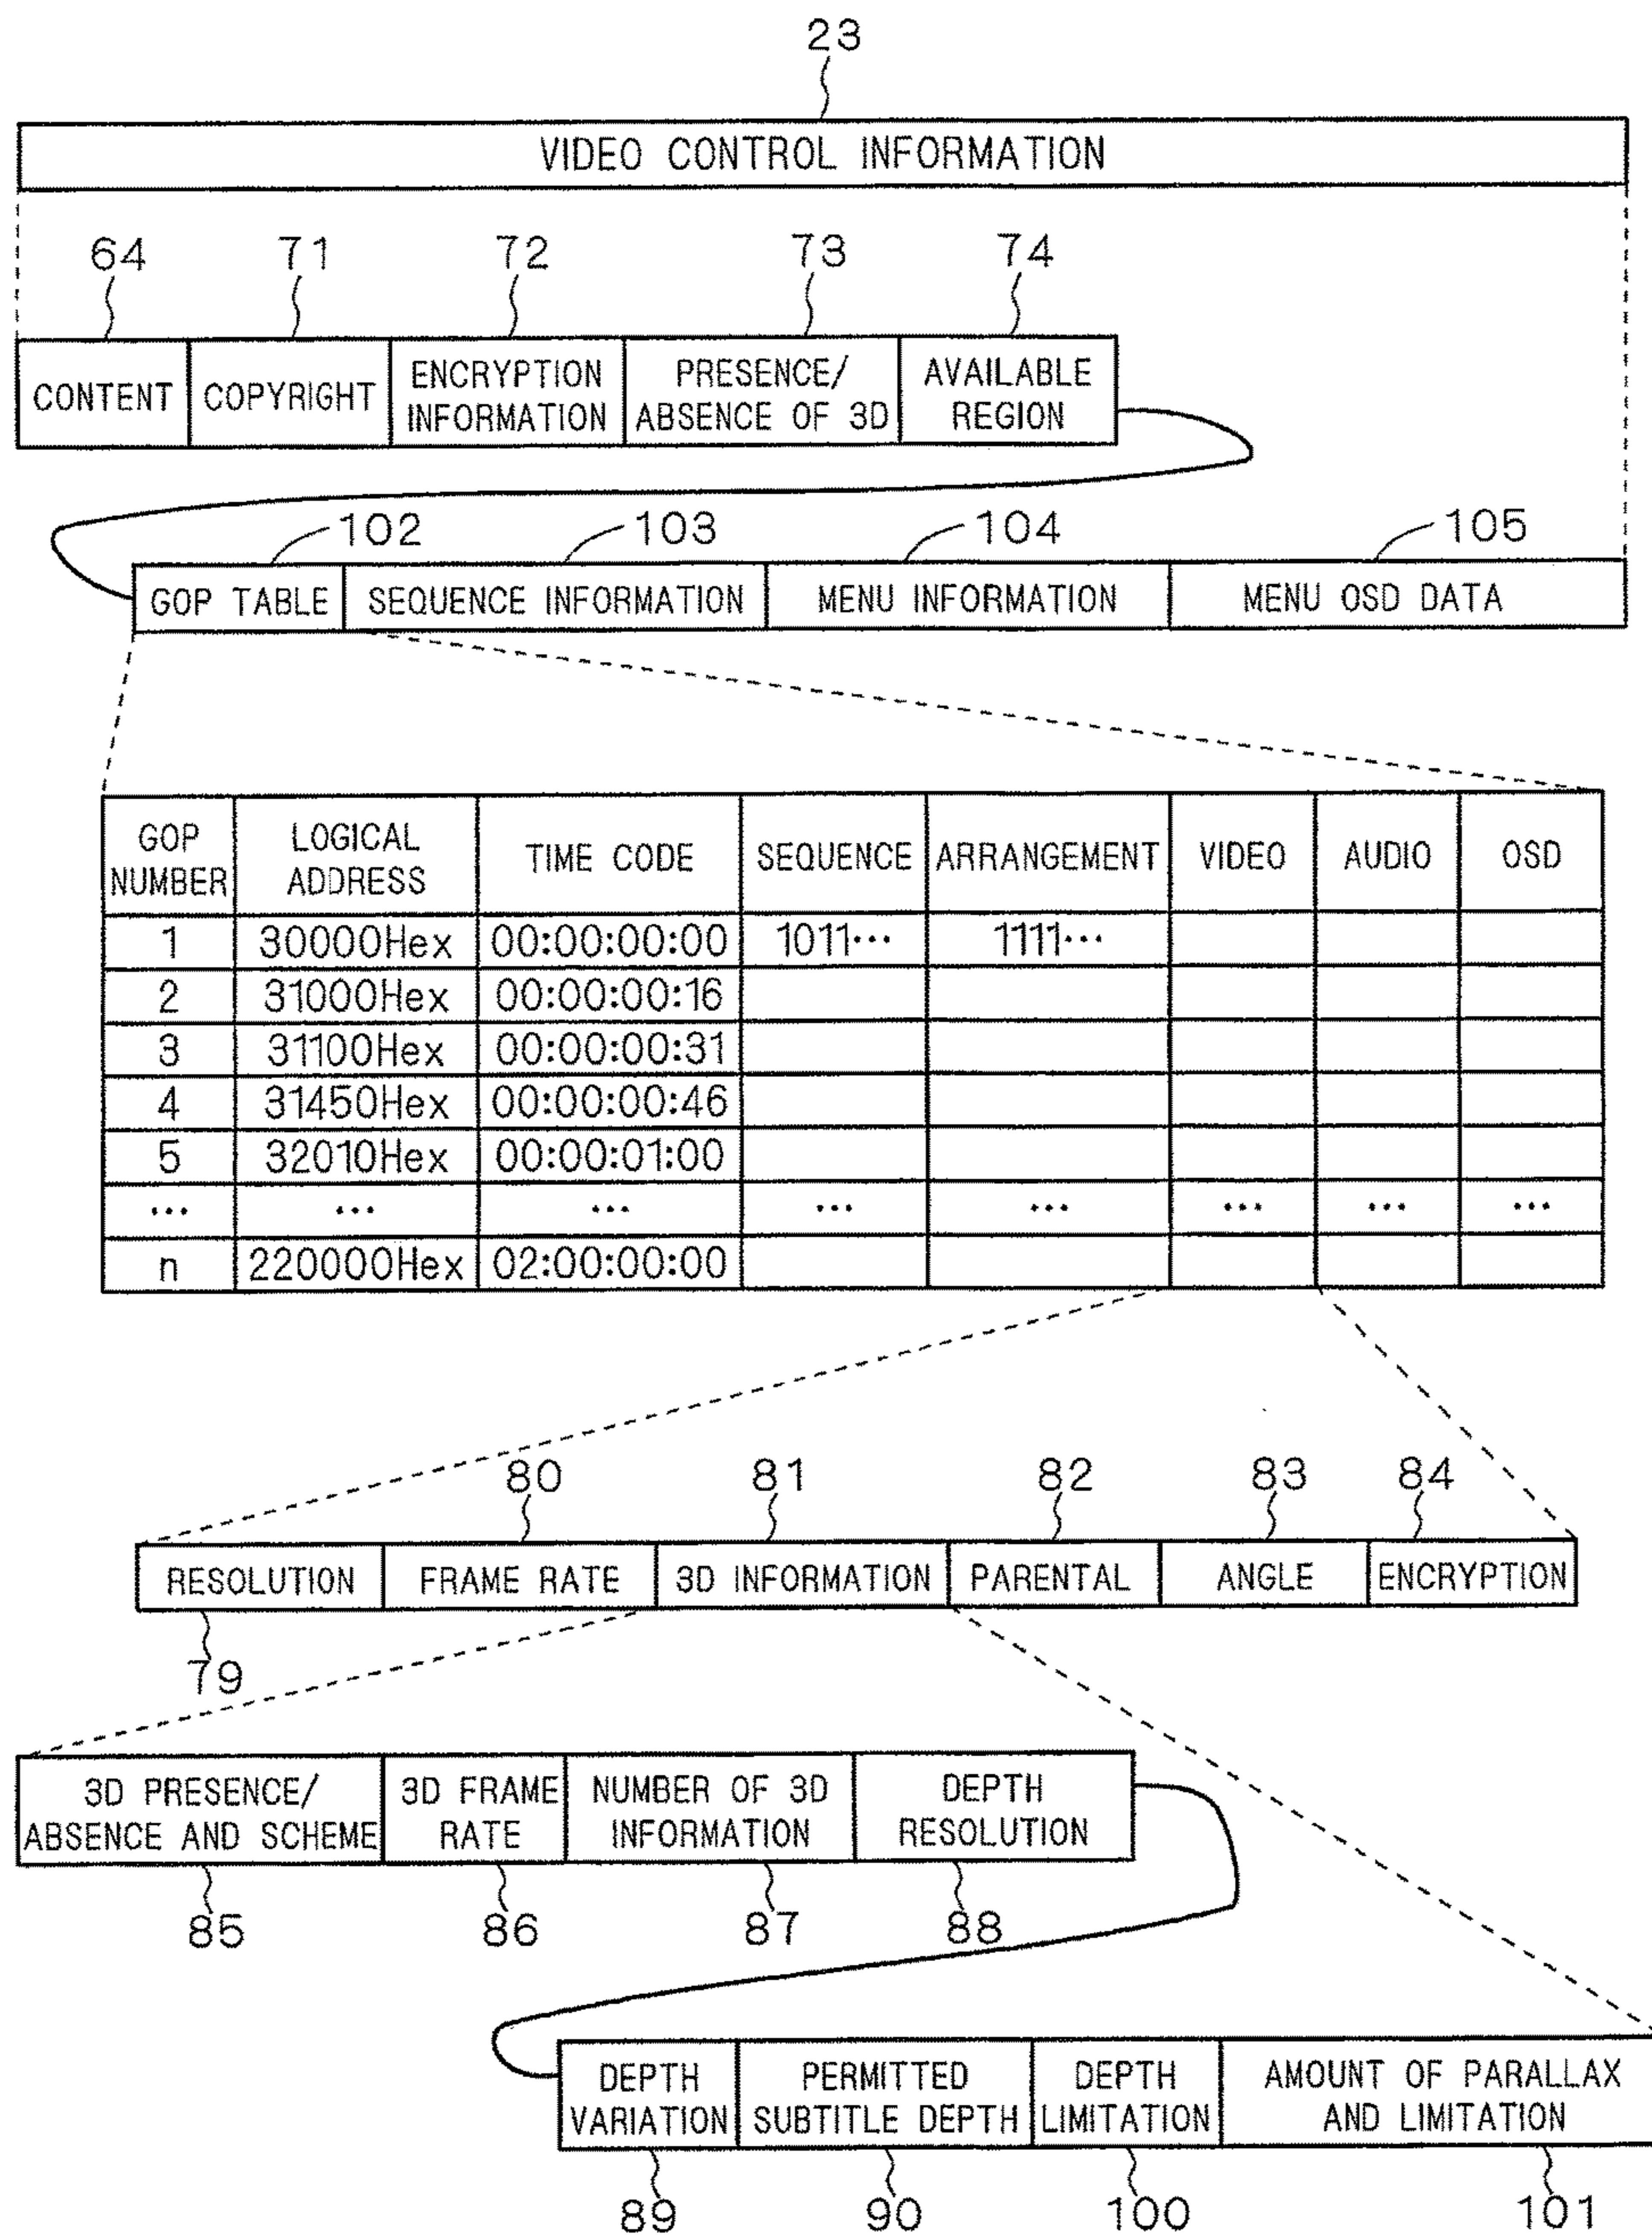 23
VIDEO CONTROL INFORMATION
64 71 72 73 74
CONTENT COPYRIGHT ENCRYPTION INFORMATION PRESENCE/ ABSENCE OF 3D AVAILABLE REGION
102 103 104 105
GOP TABLE SEQUENCE INFORMATION MENU INFORMATION MENU OSD DATA
GOP NUMBER LOGICAL ADDRESS TIME CODE SEQUENCE ARRANGEMENT VIDEO AUDIO OSD
1 30000Hex 00:00:00:00 1011… 1111…
2 31000Hex 00:00:00:16
3 31100Hex 00:00:00:31
4 31450Hex 00:00:00:46
5 32010Hex 00:00:01:00
… … … … … … … …
n 220000Hex 02:00:00:00
80 81 82 83 84
RESOLUTION FRAME RATE 3D INFORMATION PARENTAL ANGLE ENCRYPTION
79
3D PRESENCE/ ABSENCE AND SCHEME 3D FRAME RATE NUMBER OF 3D INFORMATION DEPTH RESOLUTION
85 86 87 88
DEPTH VARIATION PERMITTED SUBTITLE DEPTH DEPTH LIMITATION AMOUNT OF PARALLAX AND LIMITATION
89 90 100 101